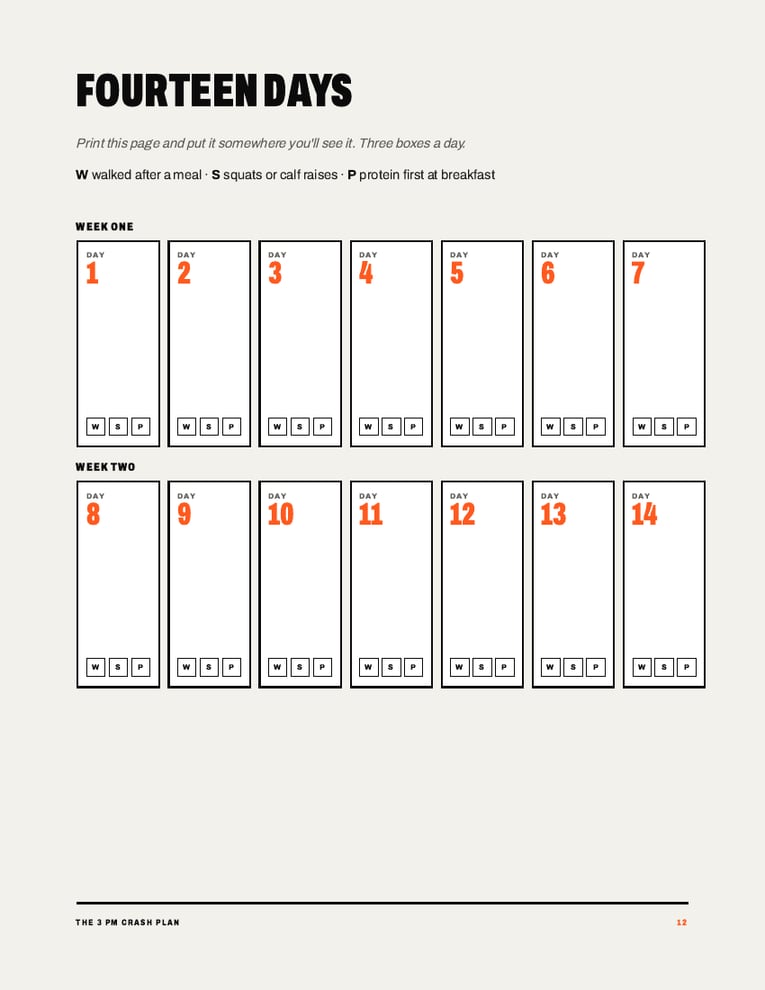 FOURTEEN DAYS
Print this page and put it somewhere you'll see it. Three boxes a day.
W walked after a meal · S squats or calf raises · P protein first at breakfast
WEEK ONE
DAY DAY DAY DAY DAY DAY DAY
1 2 3 4 5 6 7
W S P W S P W S P W S P W S P W S P W S P
WEEK TWO
DAY DAY DAY DAY DAY DAY DAY
8 9 10 11 12 13 14
W S P W S P W S P W S P W S P W S P W S P
THE 3 PM CRASH PLAN 12